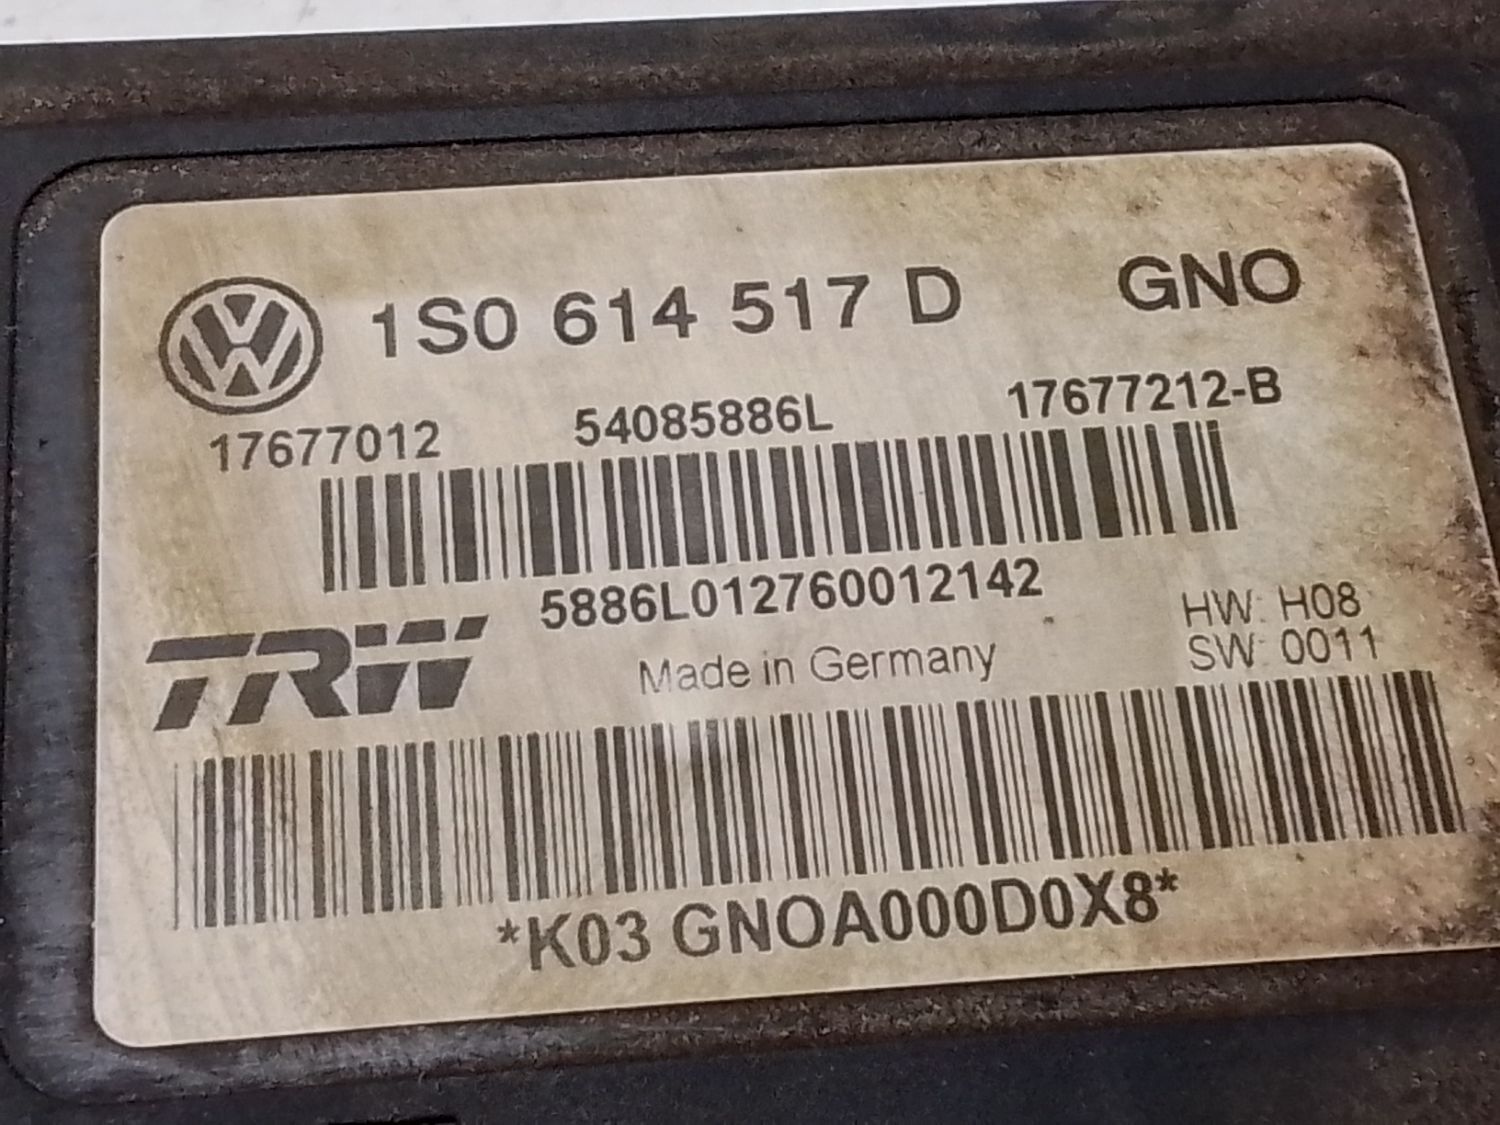 1S0 614 517 D GNO
17677012 54085886L 17677212-B
5886L012760012142
TRW
Made in Germany
HW: H08
SW: 0011
*K03 GNOA000D0X8*